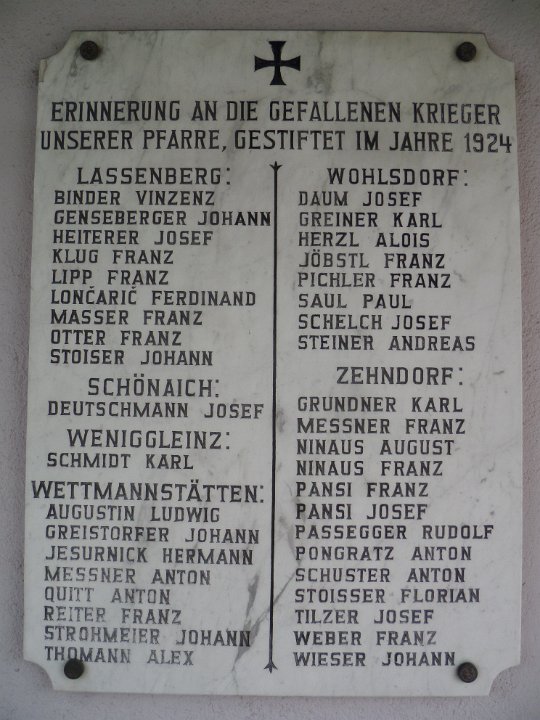 ERINNERUNG AN DIE GEFALLENEN KRIEGER
UNSERER PFARRE, GESTIFTET IM JAHRE 1924
LASSENBERG:
BINDER VINZENZ
GENSEBERGER JOHANN
HEITERER JOSEF
KLUG FRANZ
LIPP FRANZ
LONČARIČ FERDINAND
MASSER FRANZ
OTTER FRANZ
STOISER JOHANN
SCHÖNAICH:
DEUTSCHMANN JOSEF
WENIGGLEINZ:
SCHMIDT KARL
WETTMANNSTÄTTEN:
AUGUSTIN LUDWIG
GREISTORFER JOHANN
JESURNICK HERMANN
MESSNER ANTON
QUITT ANTON
REITER FRANZ
STROHMEIER JOHANN
THOMANN ALEX
WOHLSDORF:
DAUM JOSEF
GREINER KARL
HERZL ALOIS
JÖBSTL FRANZ
PICHLER FRANZ
SAUL PAUL
SCHELCH JOSEF
STEINER ANDREAS
ZEHNDORF:
GRUNDNER KARL
MESSNER FRANZ
NINAUS AUGUST
NINAUS FRANZ
PANSI FRANZ
PANSI JOSEF
PASSEGGER RUDOLF
PONGRATZ ANTON
SCHUSTER ANTON
STOISSER FLORIAN
TILZER JOSEF
WEBER FRANZ
WIESER JOHANN